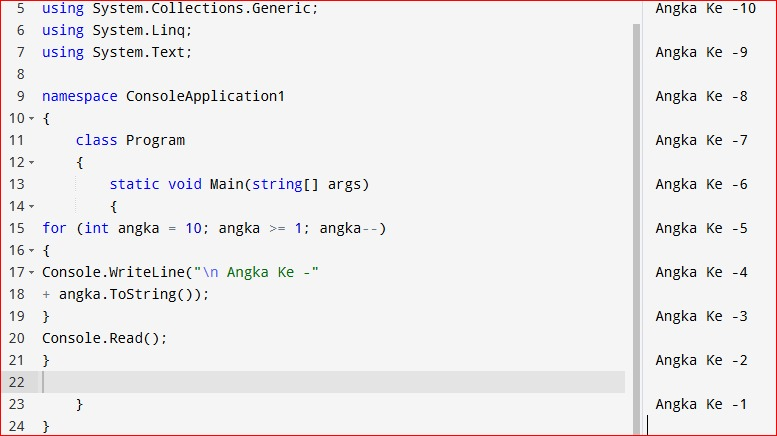 5 using System.Collections.Generic;
6 using System.Linq;
7 using System.Text;
8
9 namespace ConsoleApplication1
10 {
11 class Program
12 {
13 static void Main(string[] args)
14 {
15 for (int angka = 10; angka >= 1; angka--)
16 {
17 Console.WriteLine("\n Angka Ke -"
18 + angka.ToString());
19 }
20 Console.Read();
21 }
22
23 }
24 }
Angka Ke -10
Angka Ke -9
Angka Ke -8
Angka Ke -7
Angka Ke -6
Angka Ke -5
Angka Ke -4
Angka Ke -3
Angka Ke -2
Angka Ke -1